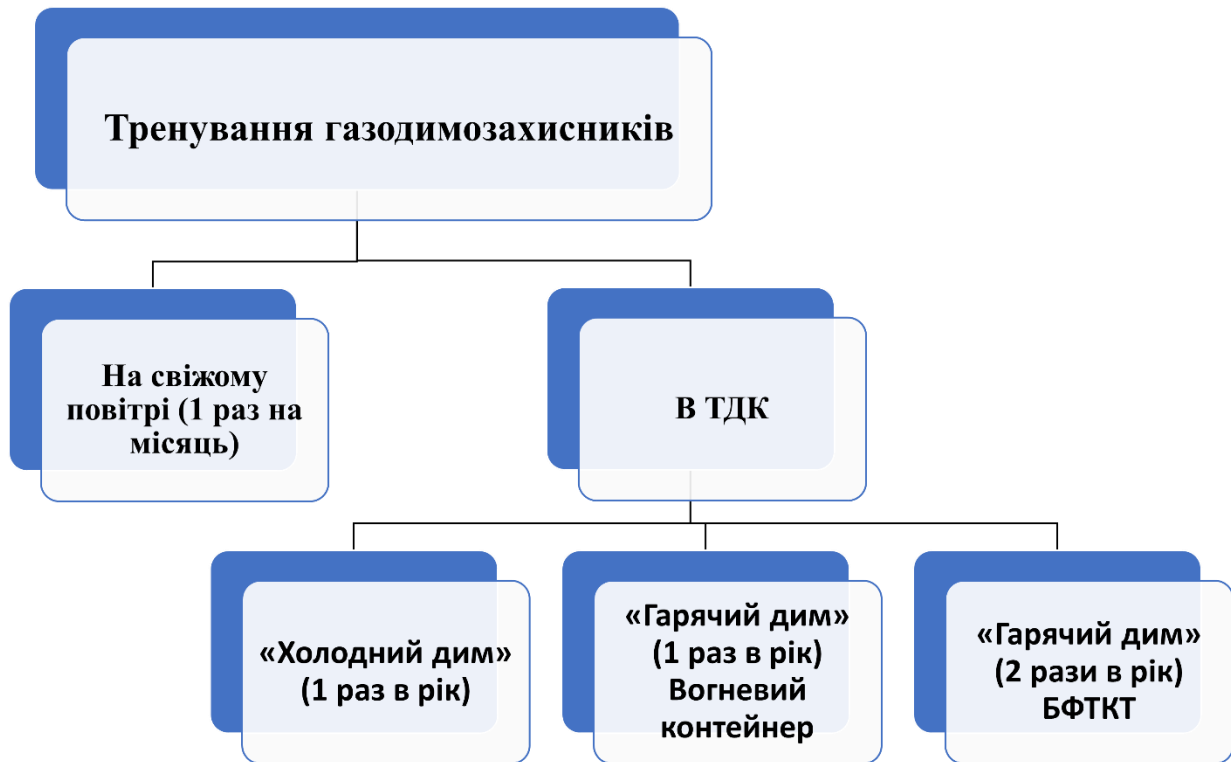 Тренування газодимозахисників
На свіжому
повітрі (1 раз на
місяць)
В ТДК
«Холодний дим»
(1 раз в рік)
«Гарячий дим»
(1 раз в рік)
Вогневий
контейнер
«Гарячий дим»
(2 рази в рік)
БФТКТ